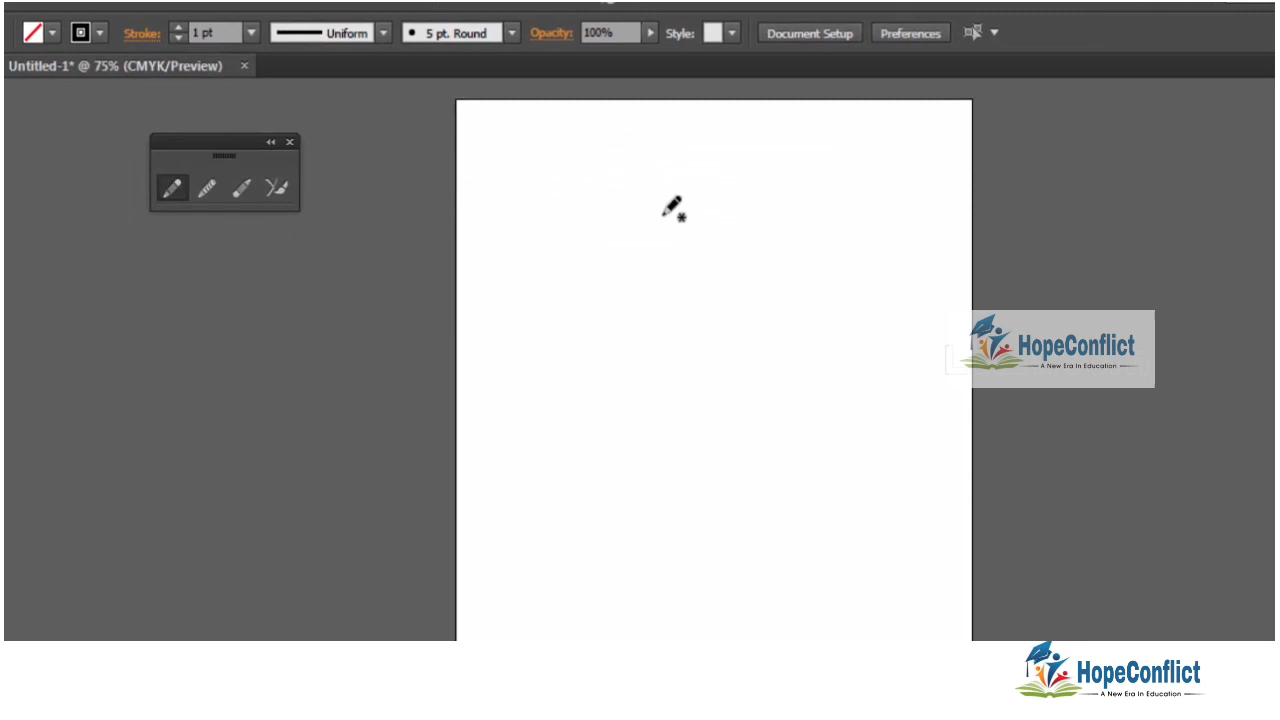 Stroke: 1 pt Uniform 5 pt. Round Opacity: 100% Style: Document Setup Preferences
Untitled-1* @ 75% (CMYK/Preview)
HopeConflict
A New Era In Education
HopeConflict
A New Era In Education